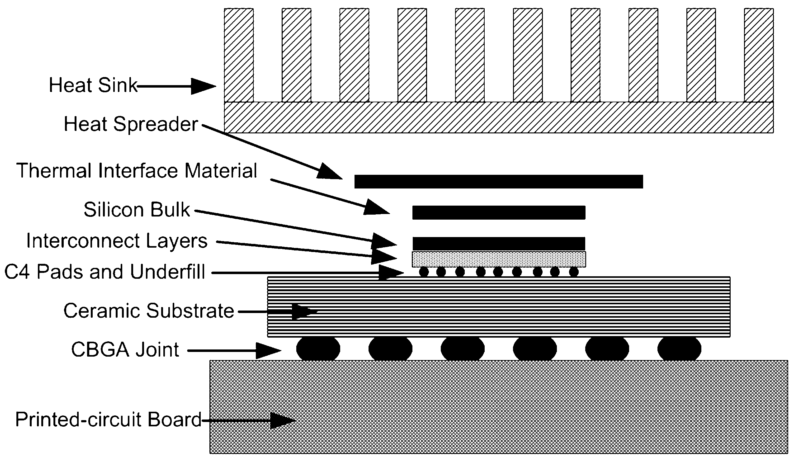 Heat Sink
Heat Spreader
Thermal Interface Material
Silicon Bulk
Interconnect Layers
C4 Pads and Underfill
Ceramic Substrate
CBGA Joint
Printed-circuit Board